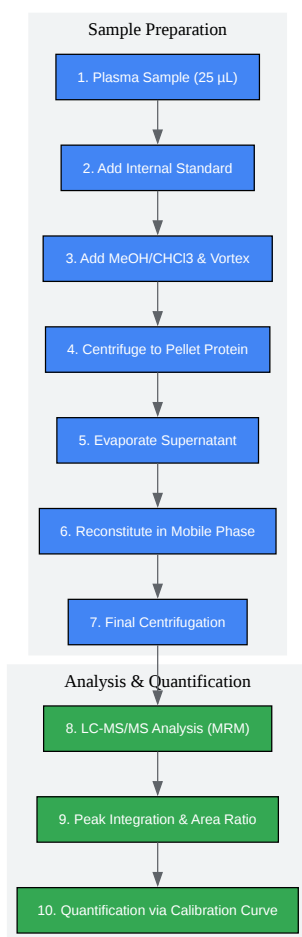 Sample Preparation
1. Plasma Sample (25 µL)
2. Add Internal Standard
3. Add MeOH/CHCl3 & Vortex
4. Centrifuge to Pellet Protein
5. Evaporate Supernatant
6. Reconstitute in Mobile Phase
7. Final Centrifugation
Analysis & Quantification
8. LC-MS/MS Analysis (MRM)
9. Peak Integration & Area Ratio
10. Quantification via Calibration Curve